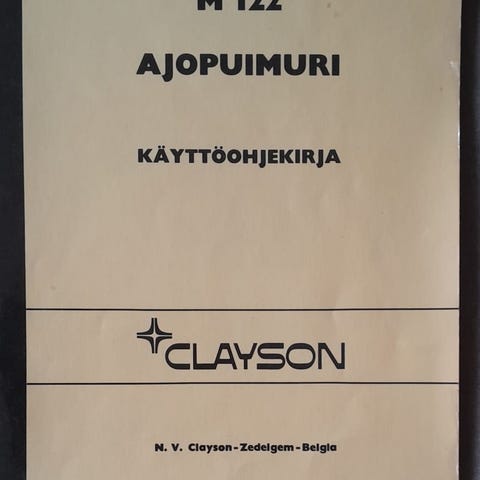 M 122
AJOPUIMURI
KÄYTTÖOHJEKIRJA
CLAYSON
N. V. Clayson-Zedelgem-Belgia